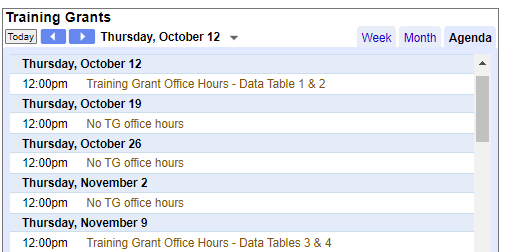 Training Grants
Today Thursday, October 12 Week Month Agenda
Thursday, October 12
12:00pm Training Grant Office Hours - Data Table 1 & 2
Thursday, October 19
12:00pm No TG office hours
Thursday, October 26
12:00pm No TG office hours
Thursday, November 2
12:00pm No TG office hours
Thursday, November 9
12:00pm Training Grant Office Hours - Data Tables 3 & 4